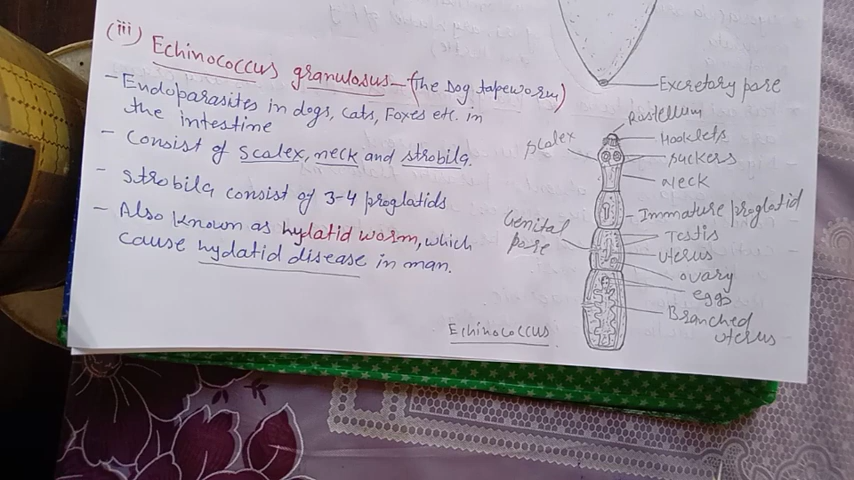 (iii) Echinococcus granulosus – (The Dog tapeworm)
- Endoparasites in dogs, Cats, Foxes etc. in
the intestine
- Consist of Scalex, neck and strobila.
- Strobila consist of 3-4 proglatids
- Also known as hydatid worm, which
cause hydatid disease in man.
Excretory pore
Rostellum
Scalex
Hooklets
Suckers
Neck
Immature proglatid
Genital
pore
Testis
Uterus
ovary
eggs
Branched
uterus
Echinococcus